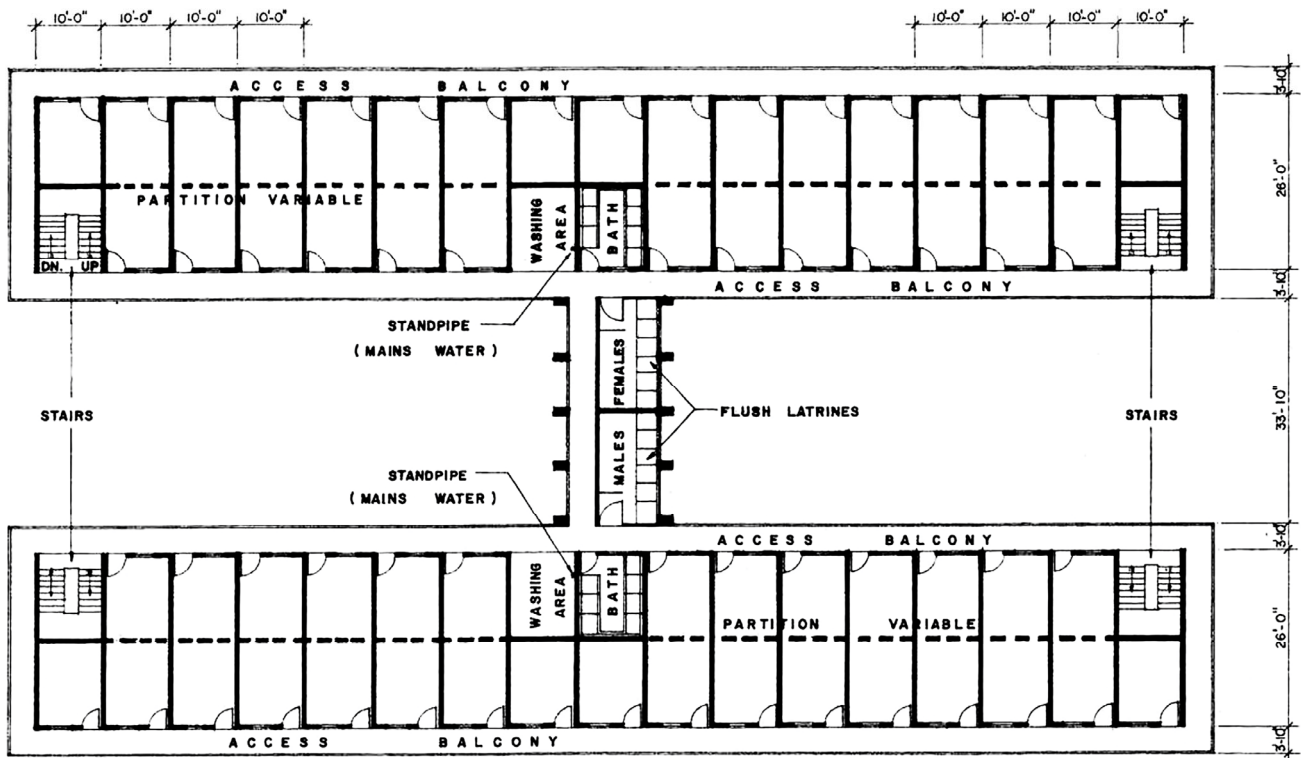 10'-0" 10'-0" 10'-0" 10'-0" 10'-0" 10'-0" 10'-0" 10'-0"
3'-10"
ACCESS BALCONY
26'-0"
PARTITION VARIABLE
WASHING
AREA
BATH
DN. UP
3'-10"
ACCESS BALCONY
STANDPIPE
(MAINS WATER)
FEMALES
STAIRS
FLUSH LATRINES
STAIRS
33'-10"
MALES
STANDPIPE
(MAINS WATER)
3'-10"
ACCESS BALCONY
WASHING
AREA
BATH
PARTITION VARIABLE
26'-0"
ACCESS BALCONY
3'-10"